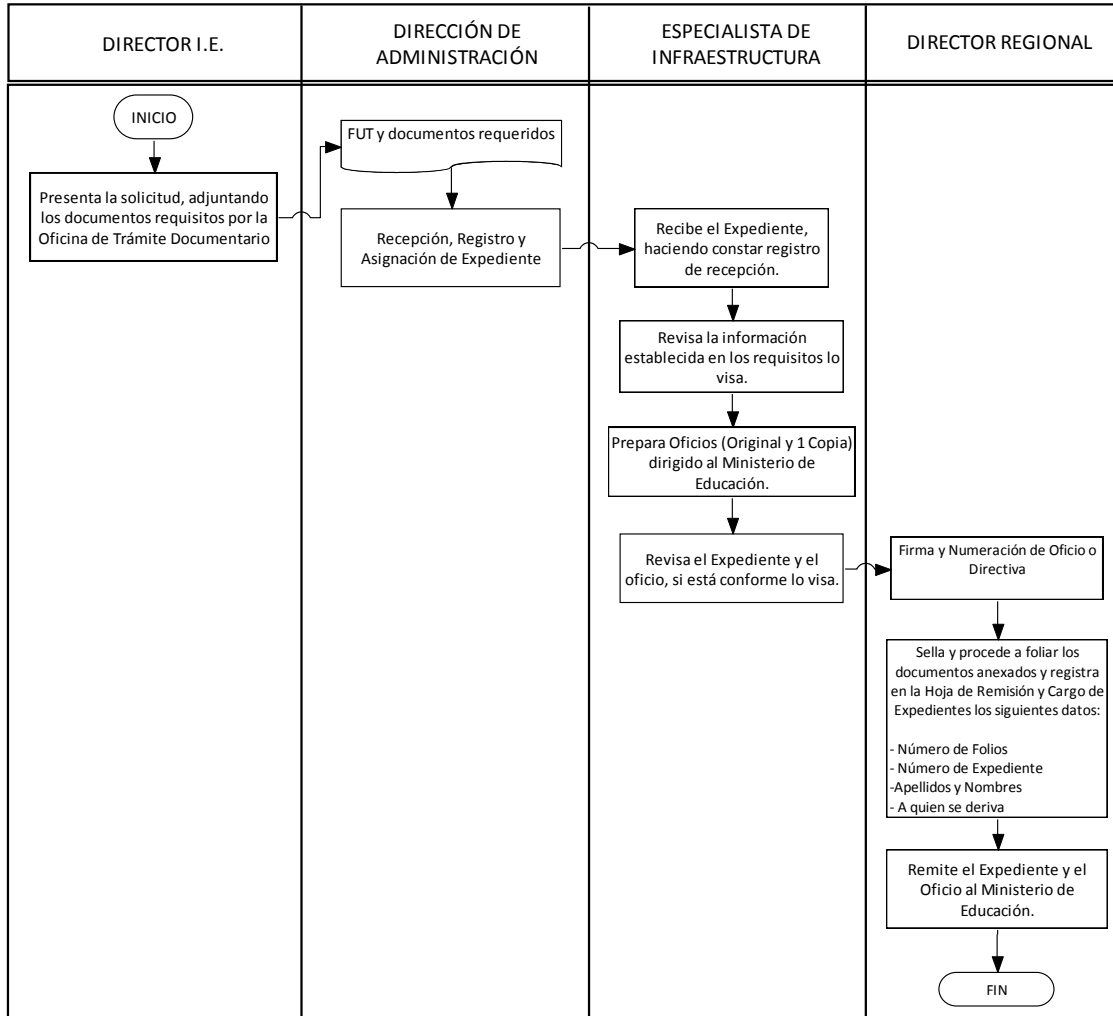 DIRECTOR I.E.
DIRECCIÓN DE
ADMINISTRACIÓN
ESPECIALISTA DE
INFRAESTRUCTURA
DIRECTOR REGIONAL
INICIO
Presenta la solicitud, adjuntando
los documentos requisitos por la
Oficina de Trámite Documentario
FUT y documentos requeridos
Recepción, Registro y
Asignación de Expediente
Recibe el Expediente,
haciendo constar registro
de recepción.
Revisa la información
establecida en los requisitos lo
visa.
Prepara Oficios (Original y 1 Copia)
dirigido al Ministerio de
Educación.
Revisa el Expediente y el
oficio, si está conforme lo visa.
Firma y Numeración de Oficio o
Directiva
Sella y procede a foliar los
documentos anexados y registra
en la Hoja de Remisión y Cargo de
Expedientes los siguientes datos:
- Número de Folios
- Número de Expediente
-Apellidos y Nombres
- A quien se deriva
Remite el Expediente y el
Oficio al Ministerio de
Educación.
FIN